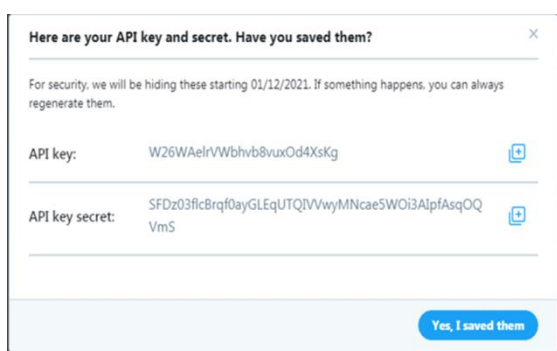 Here are your API key and secret. Have you saved them?
For security, we will be hiding these starting 01/12/2021. If something happens, you can always
regenerate them.
API key: W26WAelrVWbhvb8vuxOd4XsKg
API key secret: SFDz03flcBrqf0ayGLEqUTQIVVwyMNcae5WOi3AIpfAsqOQ
VmS
Yes, I saved them